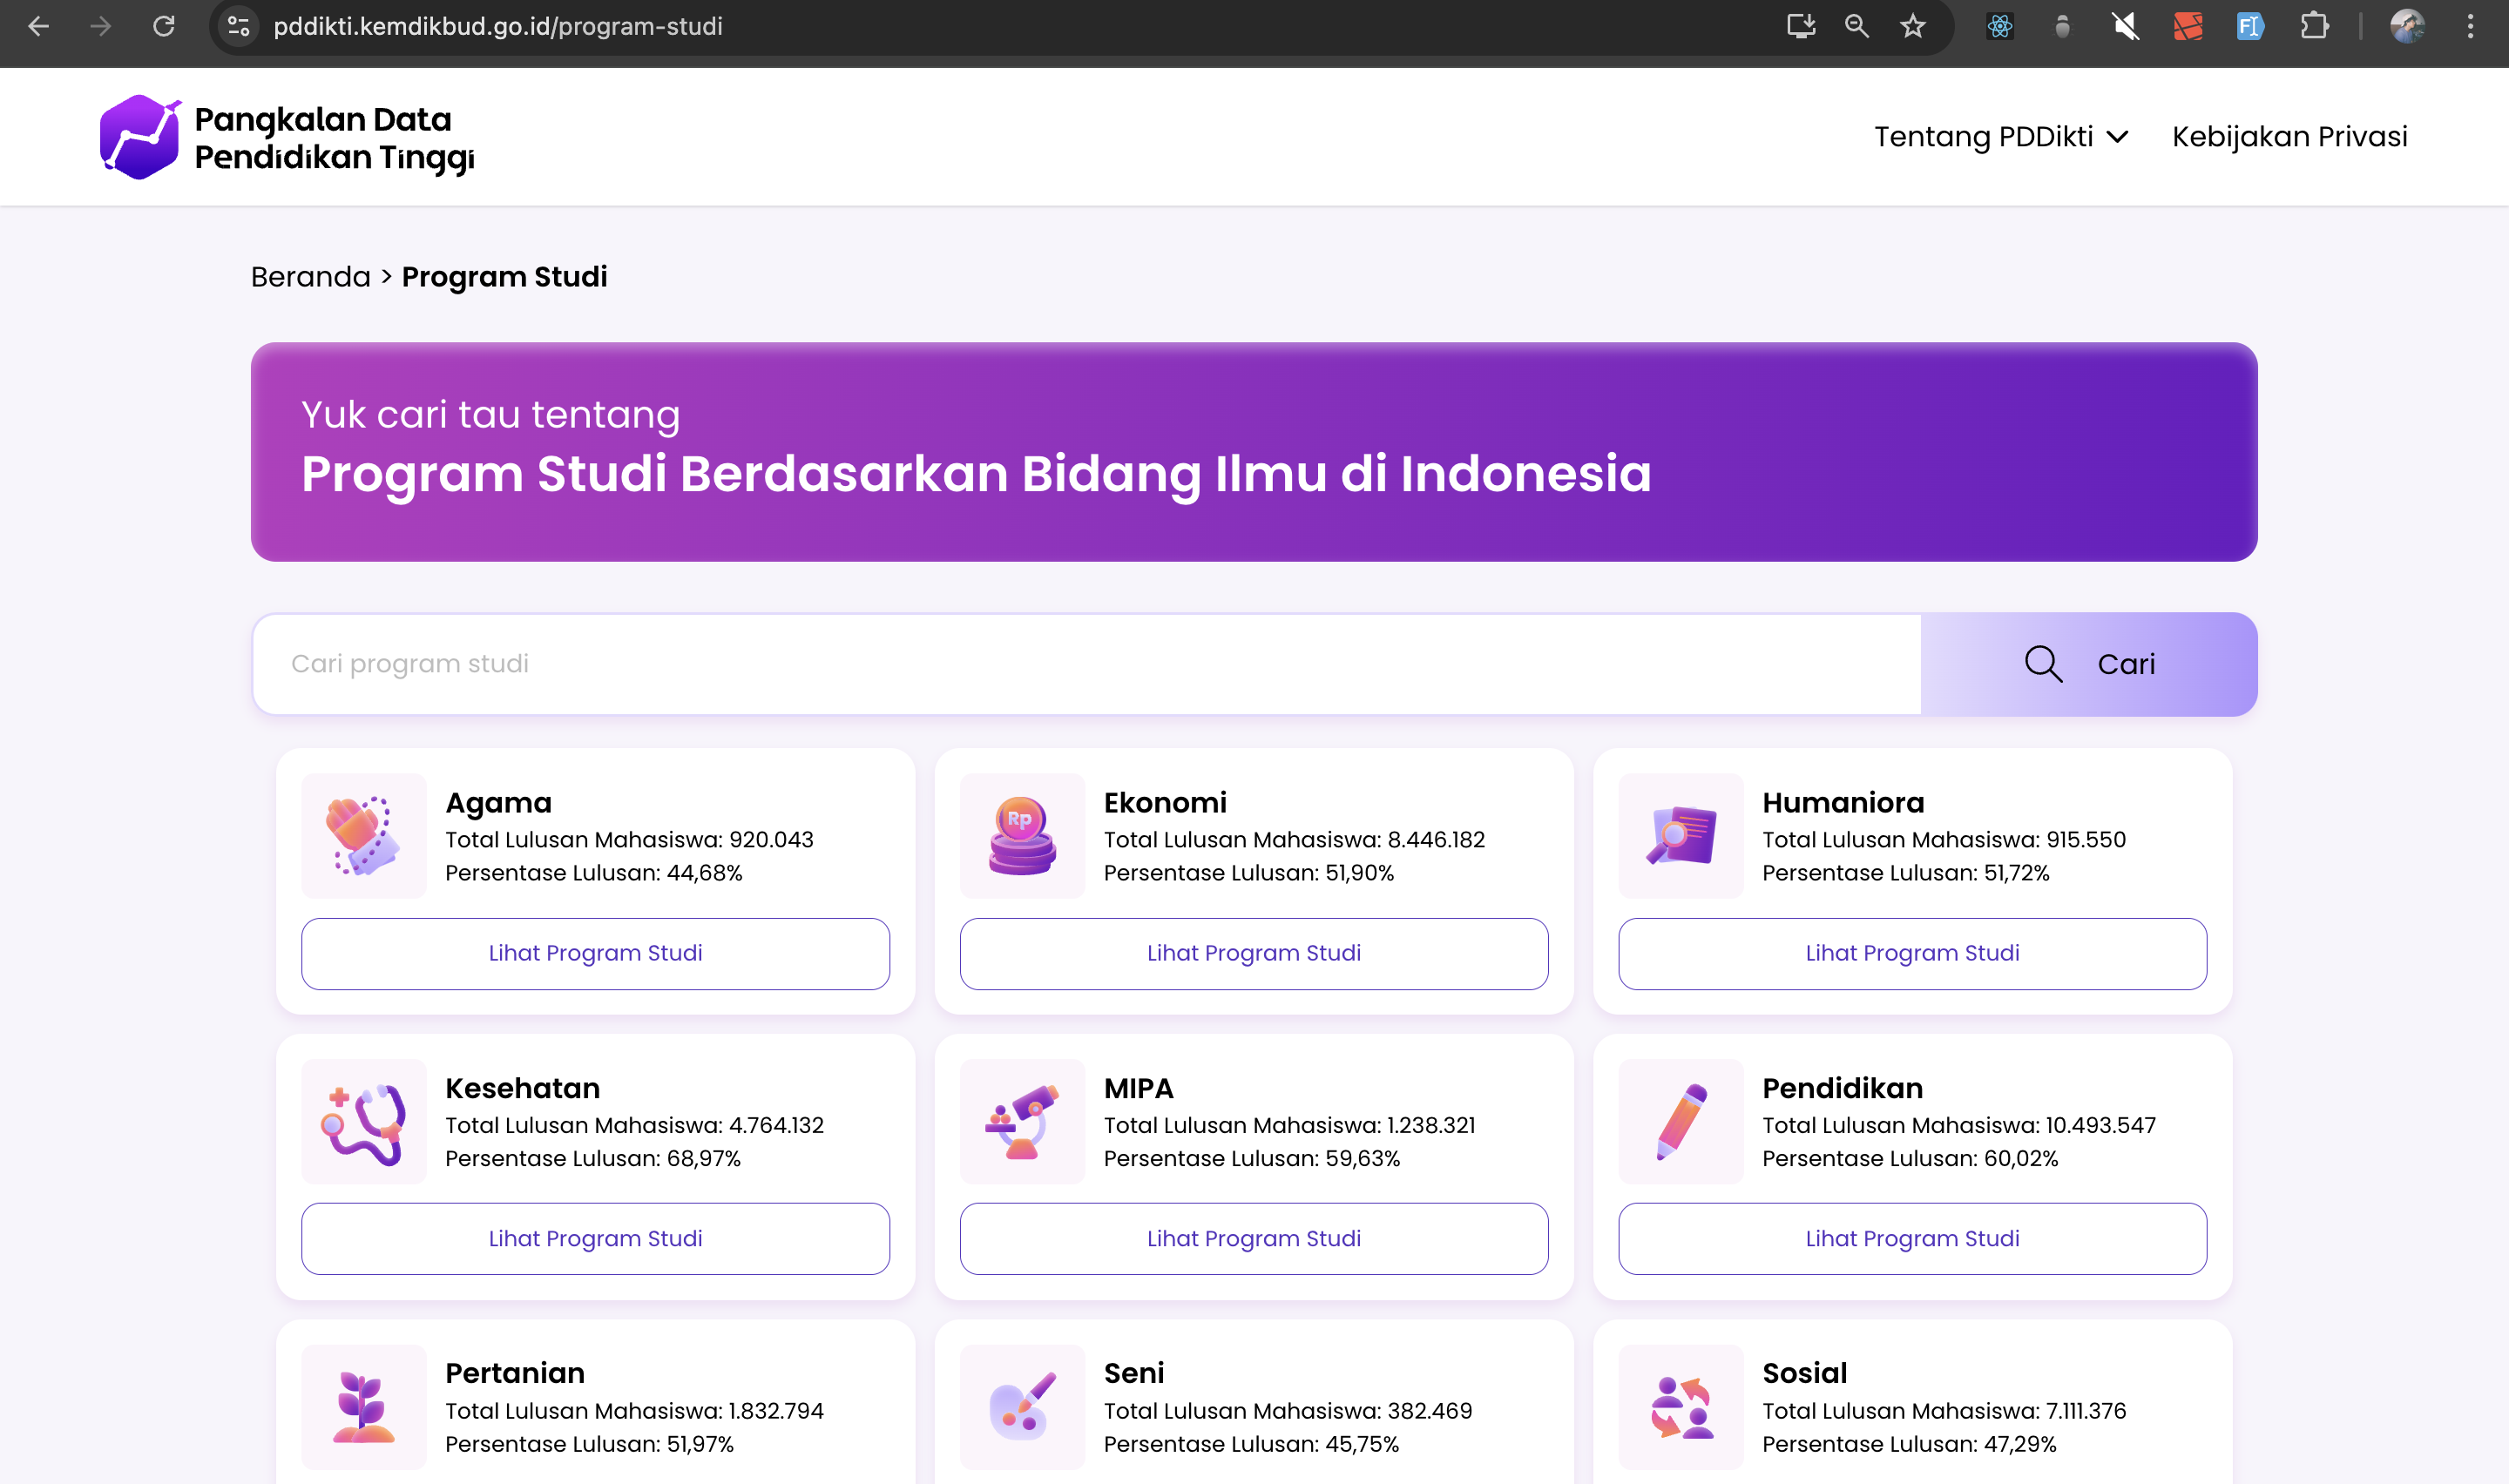 pddikti.kemdikbud.go.id/program-studi
Pangkalan Data
Pendidikan Tinggi
Tentang PDDikti
Kebijakan Privasi
Beranda > Program Studi
Yuk cari tau tentang
Program Studi Berdasarkan Bidang Ilmu di Indonesia
Cari program studi
Cari
Agama
Total Lulusan Mahasiswa: 920.043
Persentase Lulusan: 44,68%
Lihat Program Studi
Rp
Ekonomi
Total Lulusan Mahasiswa: 8.446.182
Persentase Lulusan: 51,90%
Lihat Program Studi
Humaniora
Total Lulusan Mahasiswa: 915.550
Persentase Lulusan: 51,72%
Lihat Program Studi
Kesehatan
Total Lulusan Mahasiswa: 4.764.132
Persentase Lulusan: 68,97%
Lihat Program Studi
MIPA
Total Lulusan Mahasiswa: 1.238.321
Persentase Lulusan: 59,63%
Lihat Program Studi
Pendidikan
Total Lulusan Mahasiswa: 10.493.547
Persentase Lulusan: 60,02%
Lihat Program Studi
Pertanian
Total Lulusan Mahasiswa: 1.832.794
Persentase Lulusan: 51,97%
Seni
Total Lulusan Mahasiswa: 382.469
Persentase Lulusan: 45,75%
Sosial
Total Lulusan Mahasiswa: 7.111.376
Persentase Lulusan: 47,29%